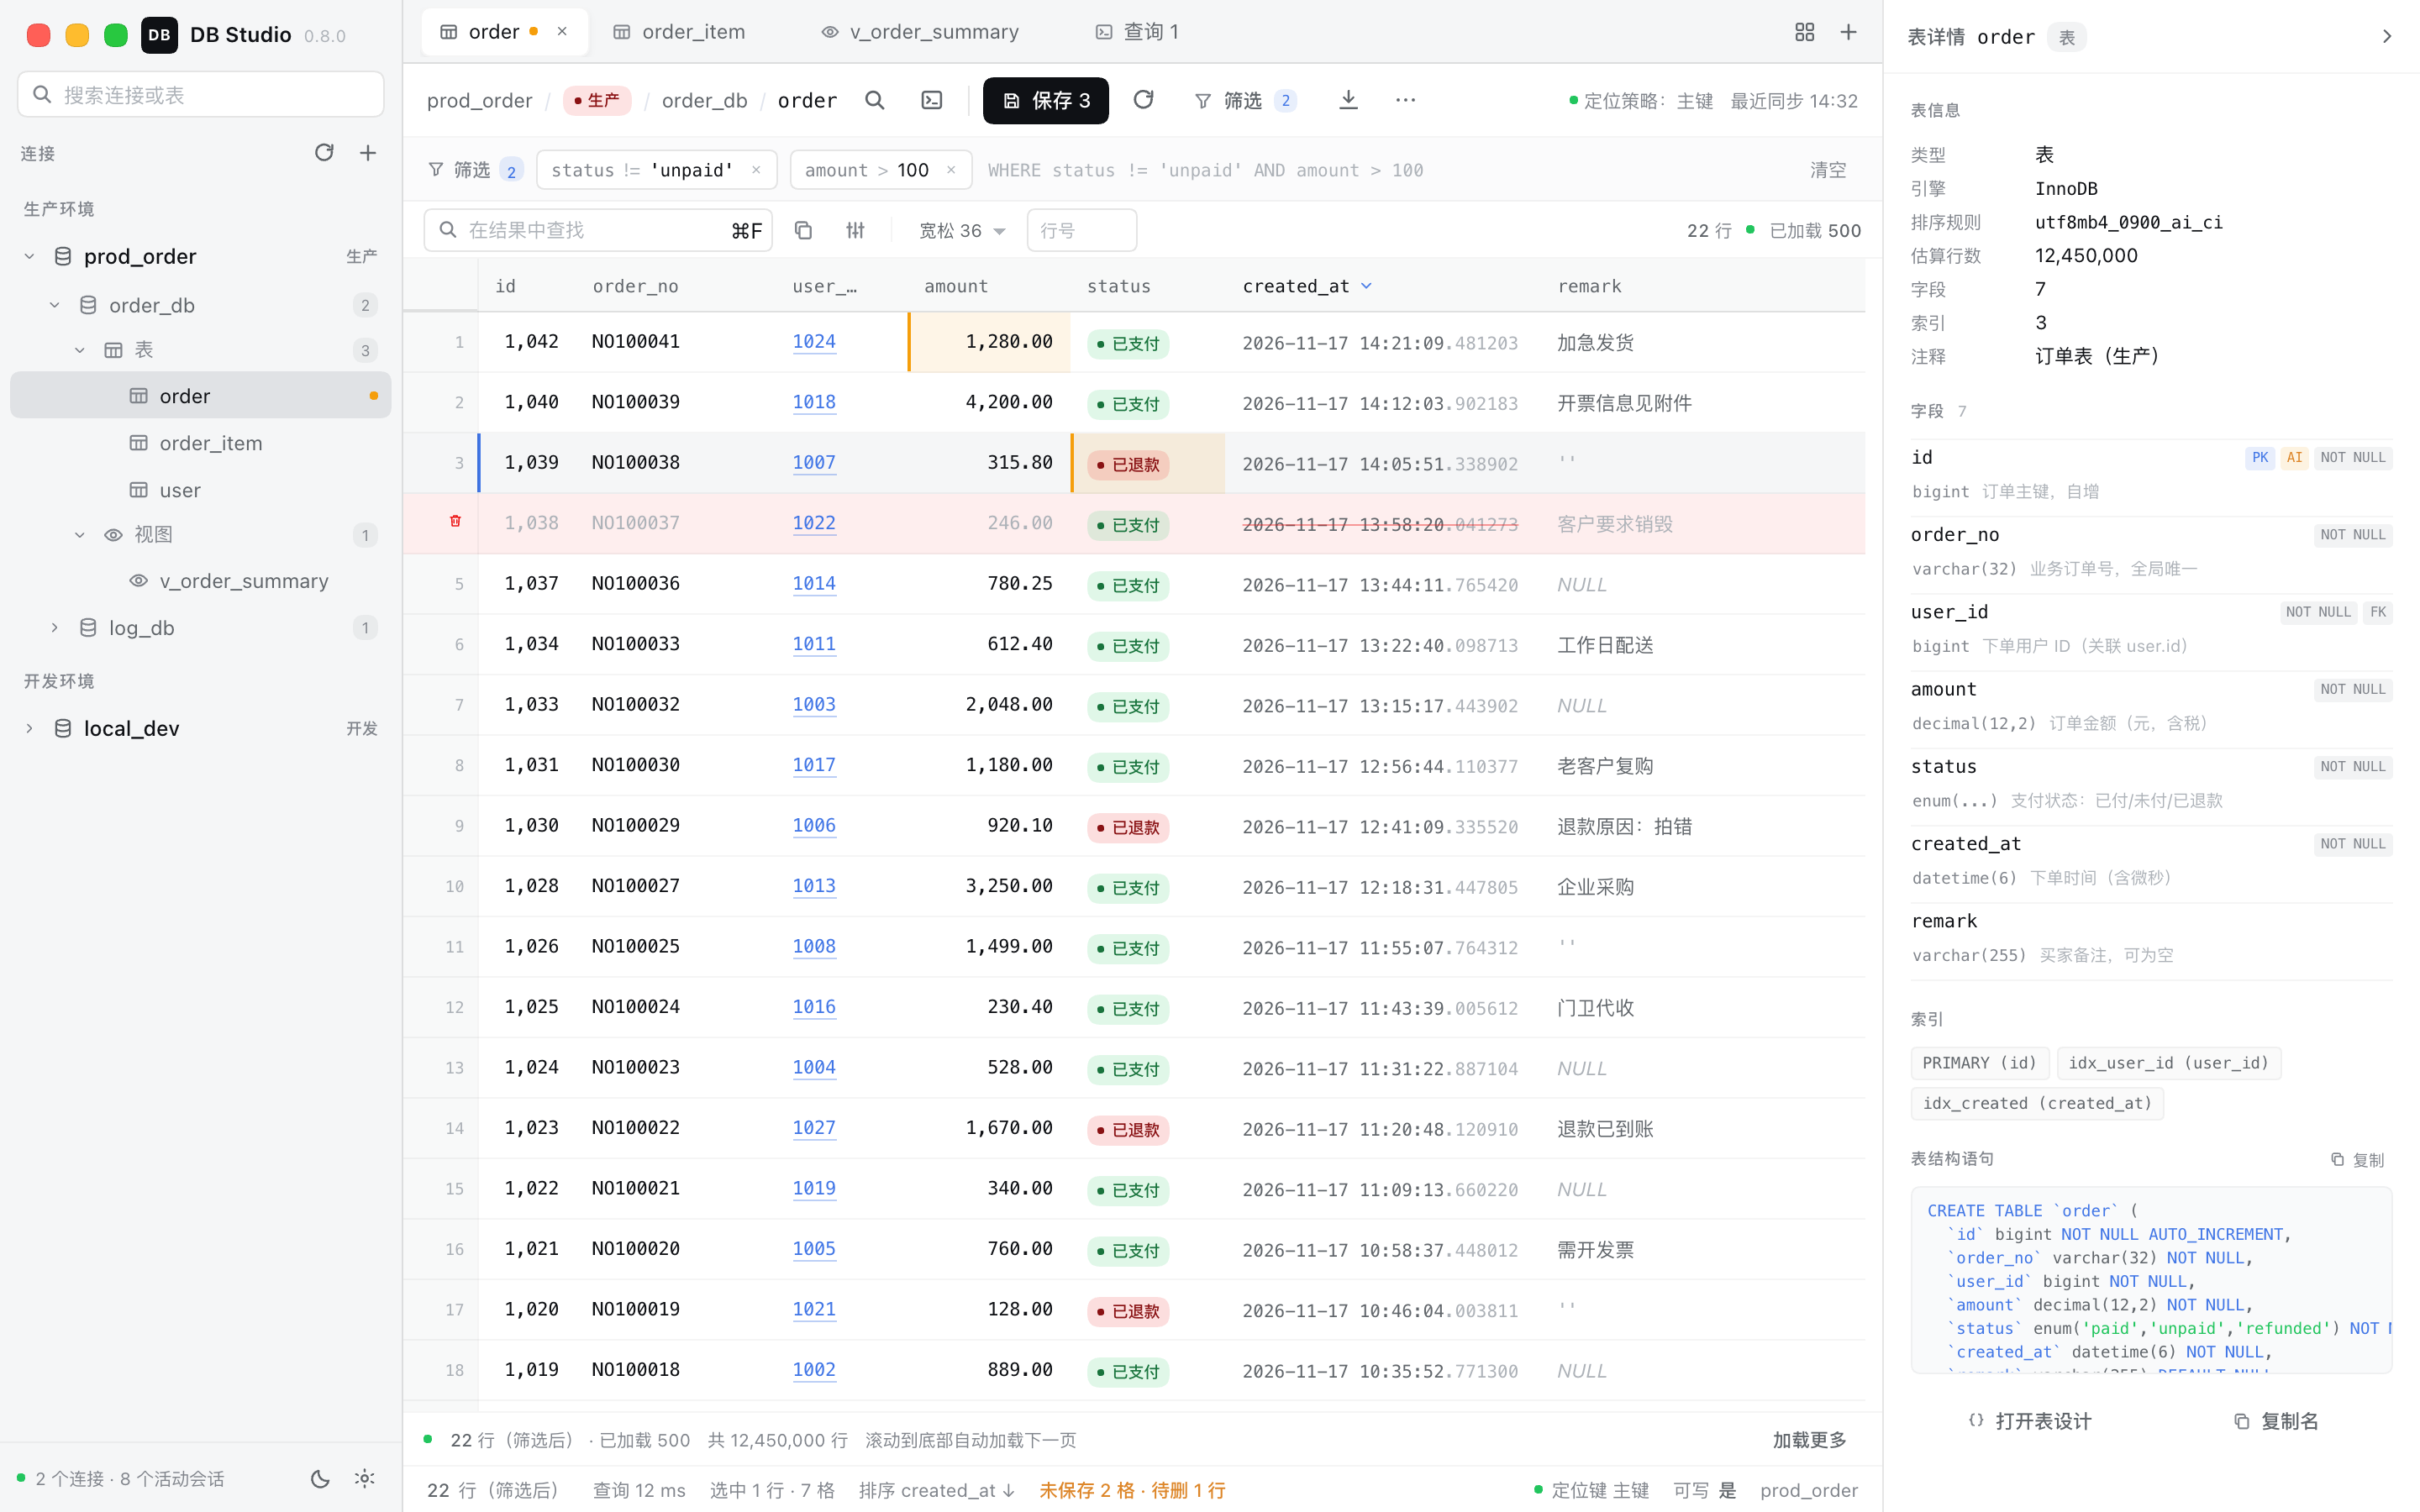 DB DB Studio 0.8.0
搜索连接或表
连接
生产环境
prod_order 生产
order_db 2
表 3
order
order_item
user
视图 1
v_order_summary
log_db 1
开发环境
local_dev 开发
2 个连接 · 8 个活动会话
order ×
order_item
v_order_summary
查询 1
prod_order / 生产 / order_db / order 保存 3 筛选 2 ··· 定位策略：主键 最近同步 14:32
筛选 2 status != 'unpaid' × amount > 100 × WHERE status != 'unpaid' AND amount > 100 清空
在结果中查找 ⌘F 宽松 36 行号 22 行 已加载 500
id order_no user_… amount status created_at remark
1 1,042 NO100041 1024 1,280.00 已支付 2026-11-17 14:21:09.481203 加急发货
2 1,040 NO100039 1018 4,200.00 已支付 2026-11-17 14:12:03.902183 开票信息见附件
3 1,039 NO100038 1007 315.80 已退款 2026-11-17 14:05:51.338902 ''
1,038 NO100037 1022 246.00 已支付 2026-11-17 13:58:20.041273 客户要求销毁
5 1,037 NO100036 1014 780.25 已支付 2026-11-17 13:44:11.765420 NULL
6 1,034 NO100033 1011 612.40 已支付 2026-11-17 13:22:40.098713 工作日配送
7 1,033 NO100032 1003 2,048.00 已支付 2026-11-17 13:15:17.443902 NULL
8 1,031 NO100030 1017 1,180.00 已支付 2026-11-17 12:56:44.110377 老客户复购
9 1,030 NO100029 1006 920.10 已退款 2026-11-17 12:41:09.335520 退款原因：拍错
10 1,028 NO100027 1013 3,250.00 已支付 2026-11-17 12:18:31.447805 企业采购
11 1,026 NO100025 1008 1,499.00 已支付 2026-11-17 11:55:07.764312 ''
12 1,025 NO100024 1016 230.40 已支付 2026-11-17 11:43:39.005612 门卫代收
13 1,024 NO100023 1004 528.00 已支付 2026-11-17 11:31:22.887104 NULL
14 1,023 NO100022 1027 1,670.00 已退款 2026-11-17 11:20:48.120910 退款已到账
15 1,022 NO100021 1019 340.00 已支付 2026-11-17 11:09:13.660220 NULL
16 1,021 NO100020 1005 760.00 已支付 2026-11-17 10:58:37.448012 需开发票
17 1,020 NO100019 1021 128.00 已退款 2026-11-17 10:46:04.003811 ''
18 1,019 NO100018 1002 889.00 已支付 2026-11-17 10:35:52.771300 NULL
22 行（筛选后） · 已加载 500 共 12,450,000 行 滚动到底部自动加载下一页 加载更多
22 行（筛选后） 查询 12 ms 选中 1 行 · 7 格 排序 created_at ↓ 未保存 2 格 · 待删 1 行 定位键 主键 可写 是 prod_order
表详情 order 表
表信息
类型 表
引擎 InnoDB
排序规则 utf8mb4_0900_ai_ci
估算行数 12,450,000
字段 7
索引 3
注释 订单表（生产）
字段 7
id PK AI NOT NULL
bigint 订单主键，自增
order_no NOT NULL
varchar(32) 业务订单号，全局唯一
user_id NOT NULL FK
bigint 下单用户 ID（关联 user.id）
amount NOT NULL
decimal(12,2) 订单金额（元，含税）
status NOT NULL
enum(...) 支付状态：已付/未付/已退款
created_at NOT NULL
datetime(6) 下单时间（含微秒）
remark
varchar(255) 买家备注，可为空
索引
PRIMARY (id) idx_user_id (user_id)
idx_created (created_at)
表结构语句 复制
CREATE TABLE `order` (
`id` bigint NOT NULL AUTO_INCREMENT,
`order_no` varchar(32) NOT NULL,
`user_id` bigint NOT NULL,
`amount` decimal(12,2) NOT NULL,
`status` enum('paid','unpaid','refunded') NOT
`created_at` datetime(6) NOT NULL,
{} 打开表设计 复制名